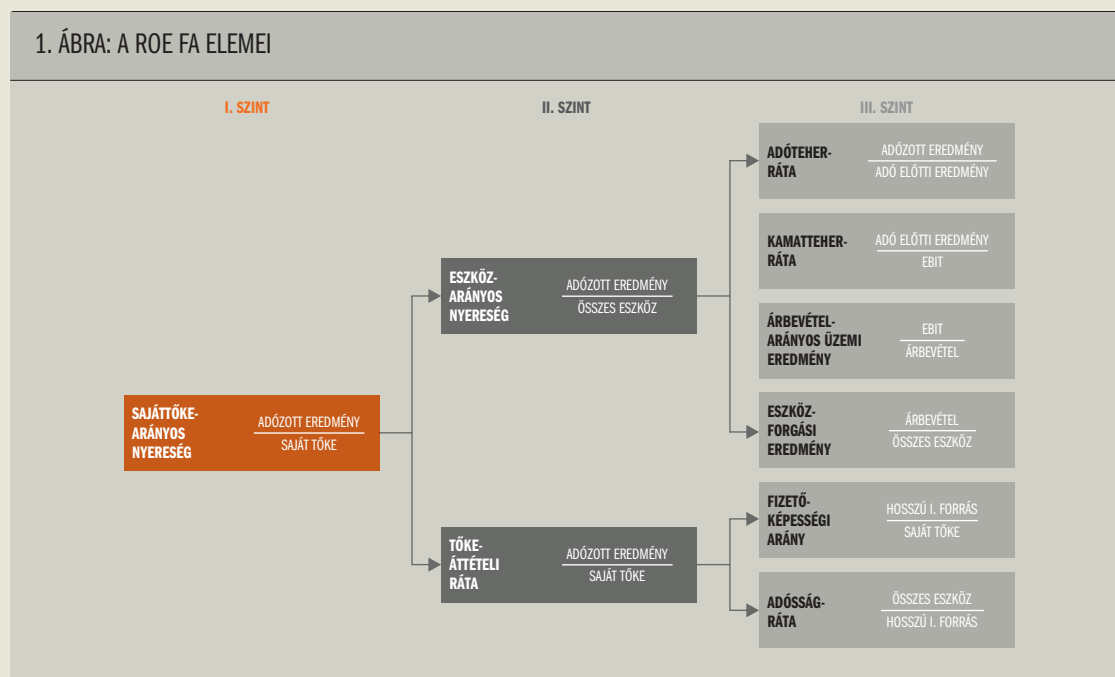 1. ÁBRA: A ROE FA ELEMEI
I. SZINT
II. SZINT
III. SZINT
SAJÁTTŐKE-
ARÁNYOS
NYERESÉG
ADÓZOTT EREDMÉNY
SAJÁT TŐKE
ESZKÖZ-
ARÁNYOS
NYERESÉG
ADÓZOTT EREDMÉNY
ÖSSZES ESZKÖZ
TŐKE-
ÁTTÉTELI
RÁTA
ADÓZOTT EREDMÉNY
SAJÁT TŐKE
ADÓTEHER-
RÁTA
ADÓZOTT EREDMÉNY
ADÓ ELŐTTI EREDMÉNY
KAMATTEHER-
RÁTA
ADÓ ELŐTTI EREDMÉNY
EBIT
ÁRBEVÉTEL-
ARÁNYOS ÜZEMI
EREDMÉNY
EBIT
ÁRBEVÉTEL
ESZKÖZ-
FORGÁSI
EREDMÉNY
ÁRBEVÉTEL
ÖSSZES ESZKÖZ
FIZETŐ-
KÉPESSÉGI
ARÁNY
HOSSZÚ I. FORRÁS
SAJÁT TŐKE
ADÓSSÁG-
RÁTA
ÖSSZES ESZKÖZ
HOSSZÚ I. FORRÁS